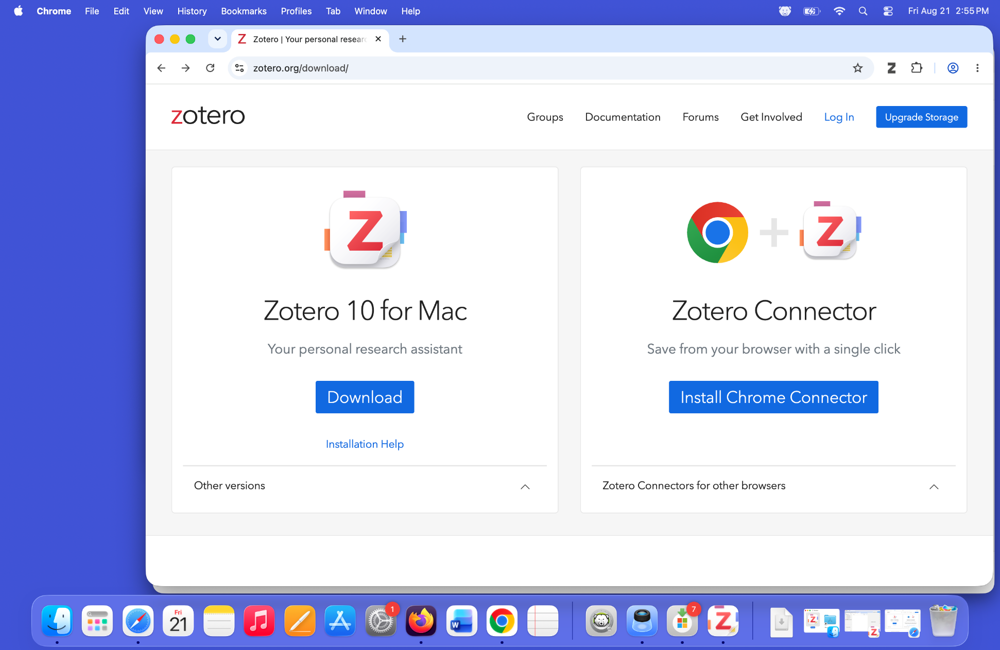 Chrome File Edit View History Bookmarks Profiles Tab Window Help Fri Aug 21 2:55 PM
Zotero | Your personal resear
zotero.org/download/
zotero
Groups Documentation Forums Get Involved Log In Upgrade Storage
Zotero 10 for Mac
Your personal research assistant
Download
Installation Help
Other versions
Zotero Connector
Save from your browser with a single click
Install Chrome Connector
Zotero Connectors for other browsers
Fri
21
1
W
7